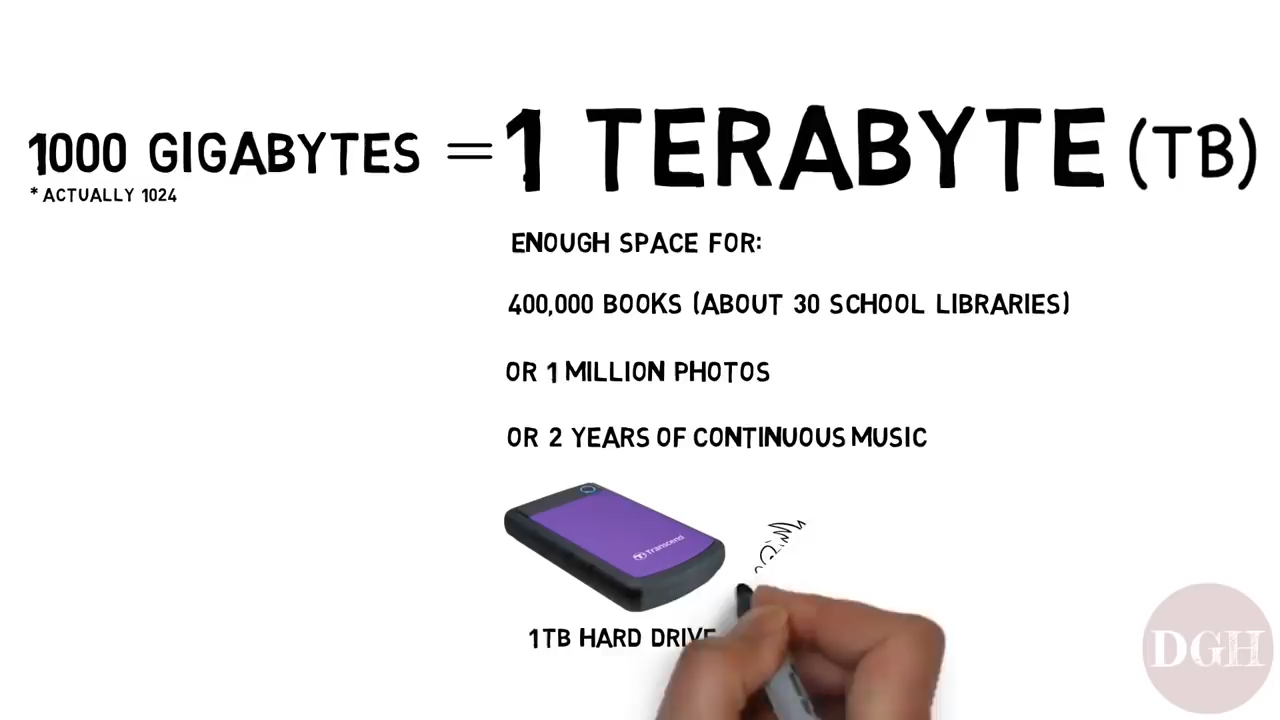 1000 GIGABYTES = 1 TERABYTE (TB)
* ACTUALLY 1024
ENOUGH SPACE FOR:
400,000 BOOKS (ABOUT 30 SCHOOL LIBRARIES)
OR 1 MILLION PHOTOS
OR 2 YEARS OF CONTINUOUS MUSIC
Transcend
1TB HARD DRIVE
DGH